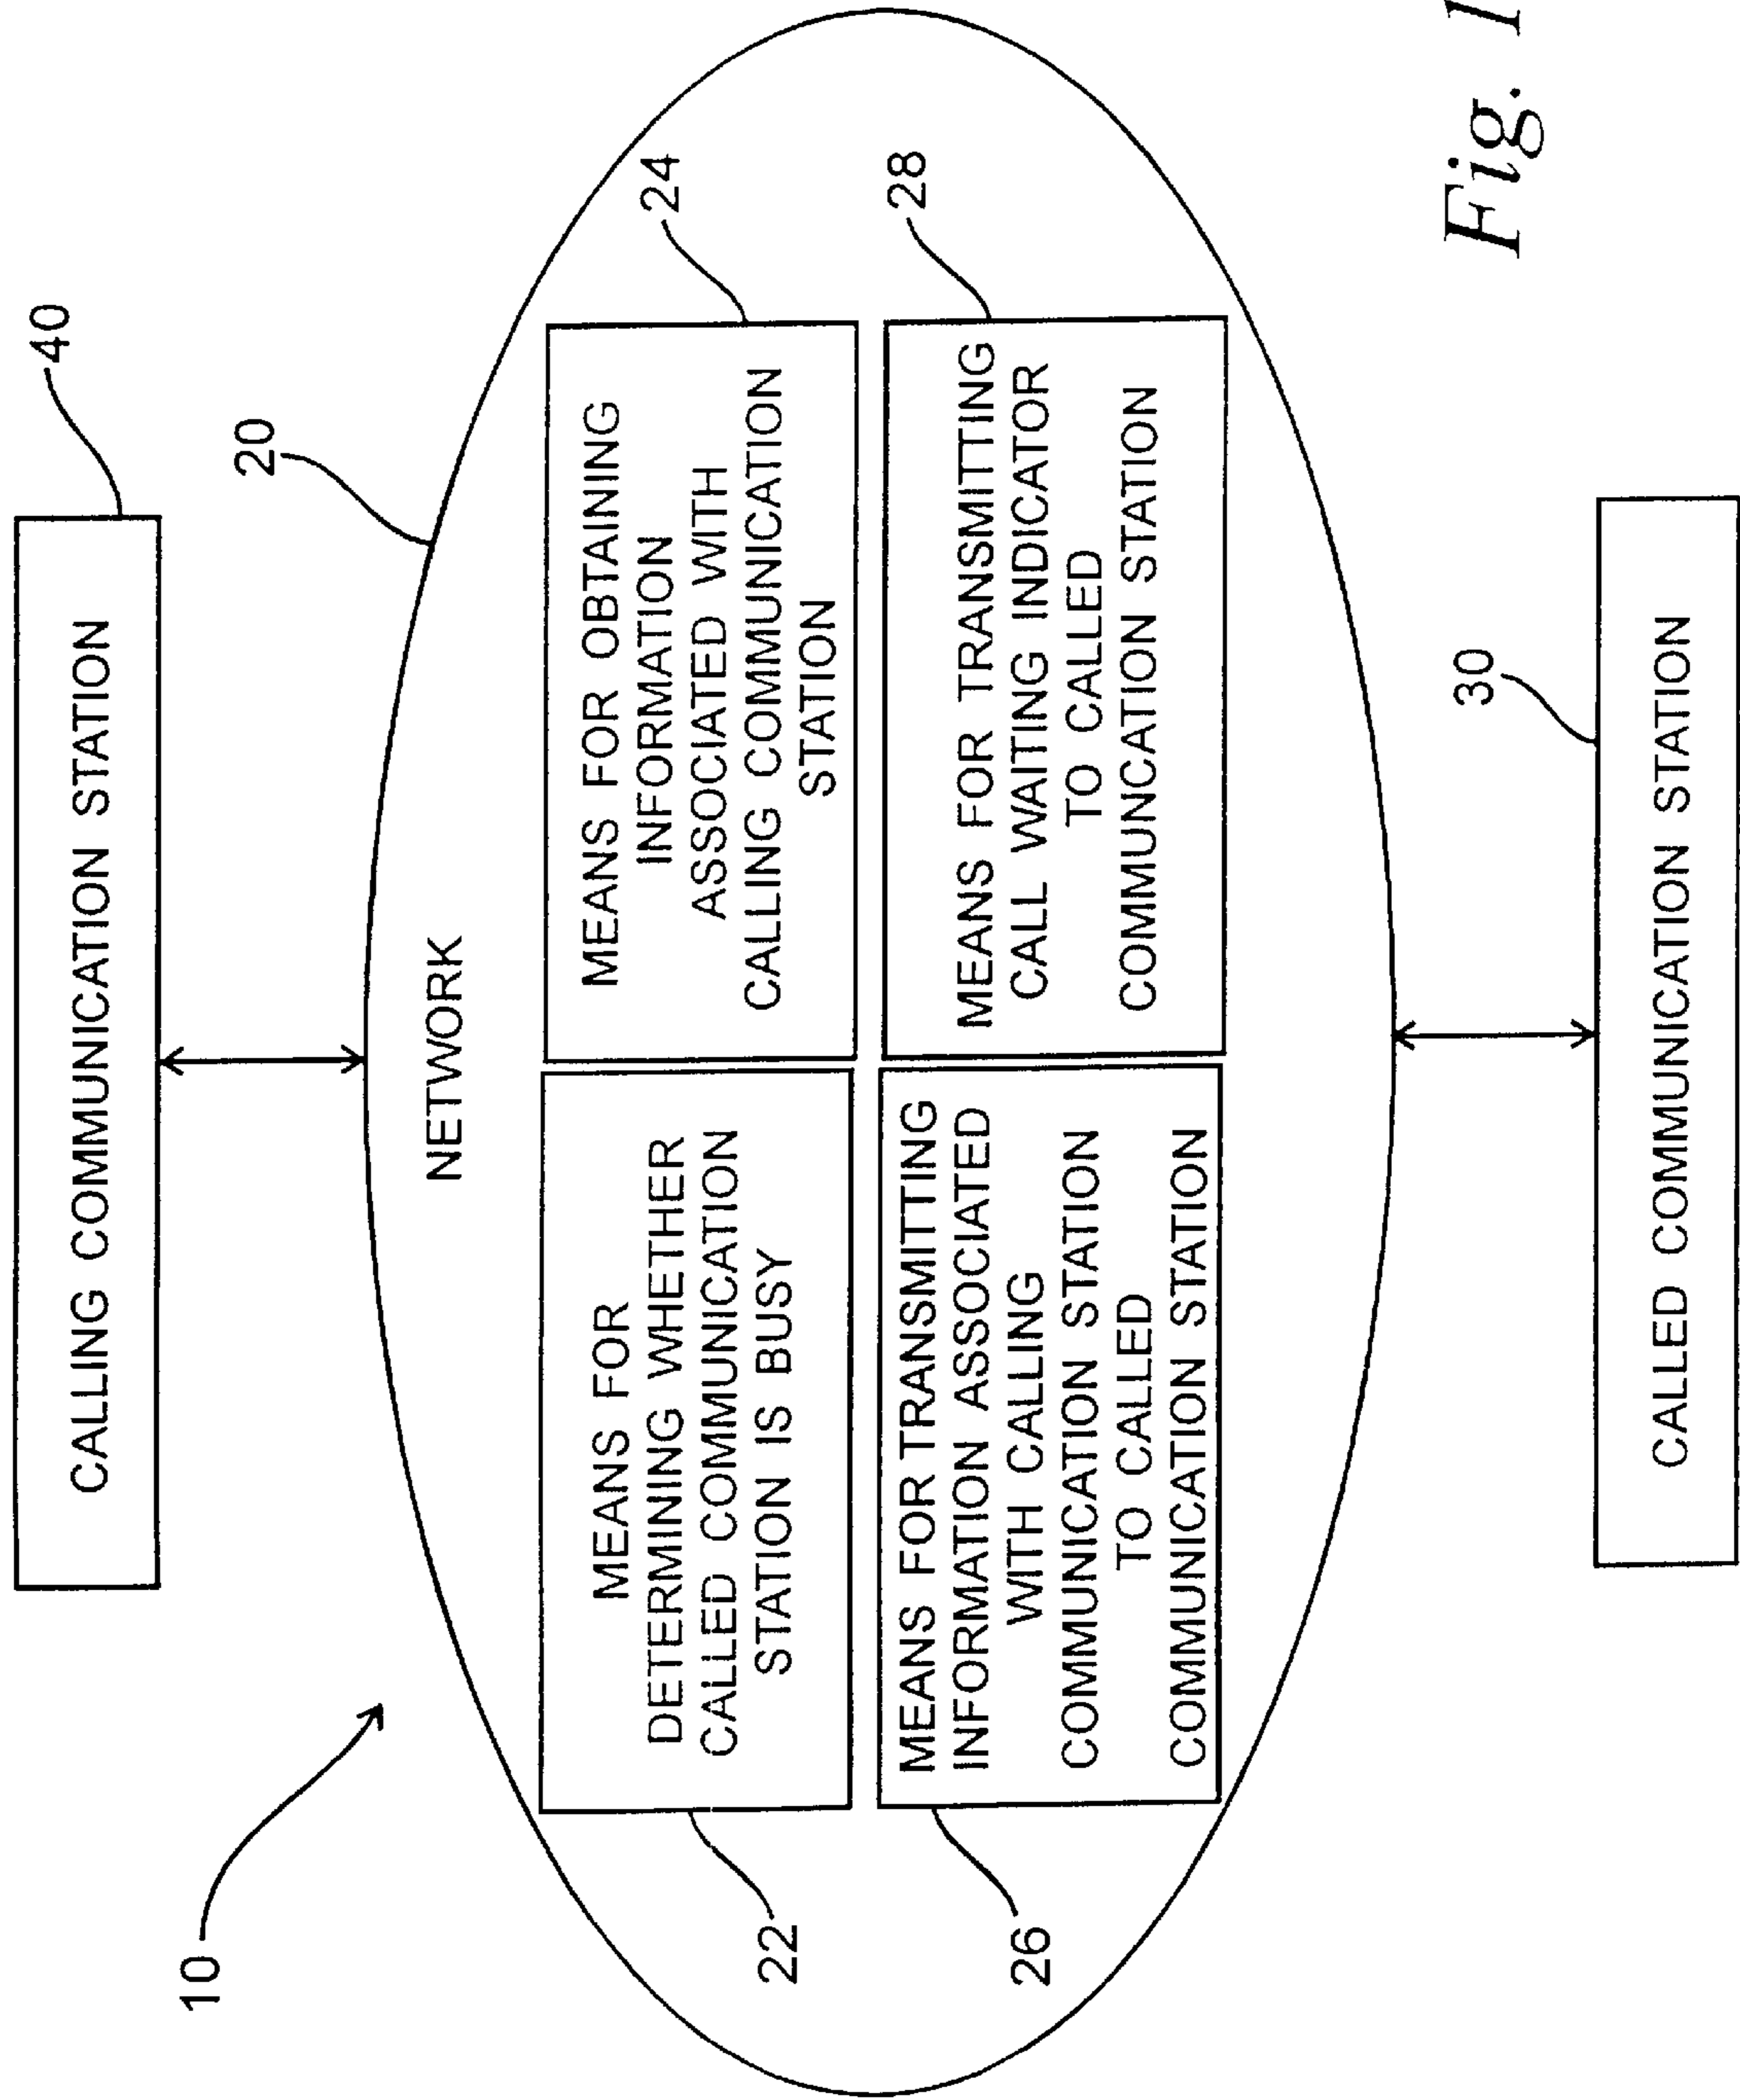 CALLING COMMUNICATION STATION
40
10
20
NETWORK
MEANS FOR
DETERMINING WHETHER
CALLED COMMUNICATION
STATION IS BUSY
22
MEANS FOR OBTAINING
INFORMATION
ASSOCIATED WITH
CALLING COMMUNICATION
STATION
24
MEANS FOR TRANSMITTING
INFORMATION ASSOCIATED
WITH CALLING
COMMUNICATION STATION
TO CALLED
COMMUNICATION STATION
26
MEANS FOR TRANSMITTING
CALL WAITING INDICATOR
TO CALLED
COMMUNICATION STATION
28
30
CALLED COMMUNICATION STATION
Fig. 1